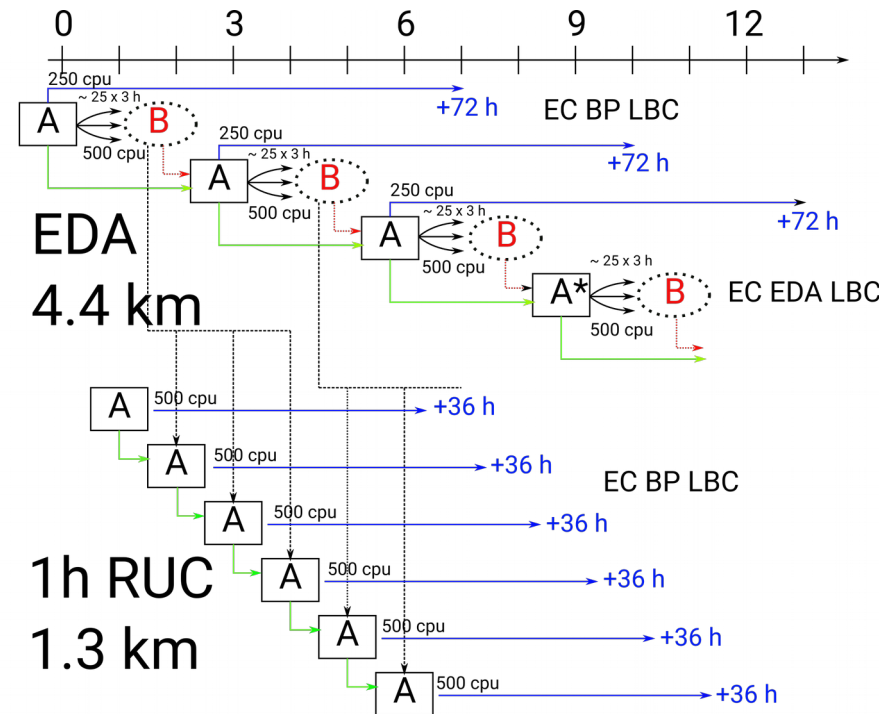 0 3 6 9 12
250 cpu
~ 25 x 3 h
A
B
500 cpu
+72 h
EC BP LBC
250 cpu
~ 25 x 3 h
A
B
500 cpu
+72 h
250 cpu
~ 25 x 3 h
A
B
500 cpu
+72 h
~ 25 x 3 h
A*
B
500 cpu
EC EDA LBC
EDA
4.4 km
A
500 cpu
+36 h
A
500 cpu
+36 h
EC BP LBC
A
500 cpu
+36 h
A
500 cpu
+36 h
A
500 cpu
+36 h
A
500 cpu
+36 h
1h RUC
1.3 km